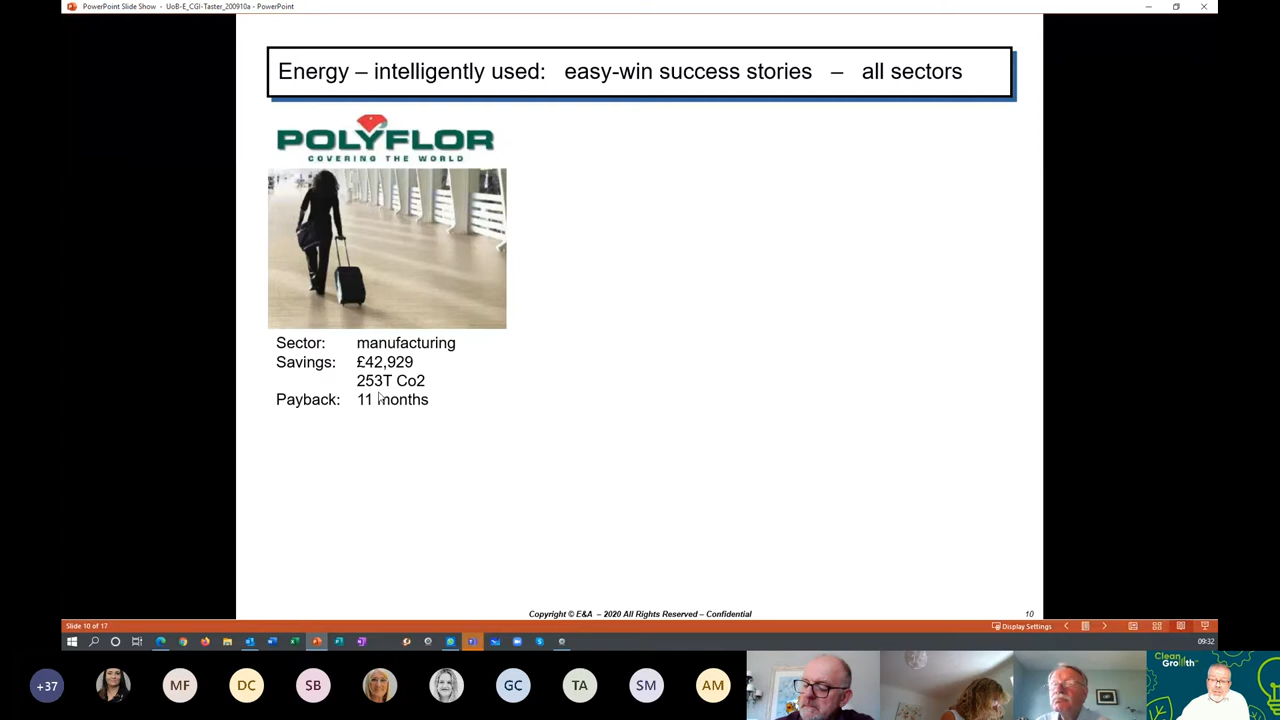 PowerPoint Slide Show - UoB-E_CGI-Taster_200910a - PowerPoint
Energy – intelligently used: easy-win success stories – all sectors
POLYFLOR
COVERING THE WORLD
Sector: manufacturing
Savings: £42,929
253T Co2
Payback: 11 months
Copyright © E&A – 2020 All Rights Reserved – Confidential
10
Slide 10 of 17
Display Settings
09:32
+37
MF
DC
SB
GC
TA
SM
AM
Clean
Growth